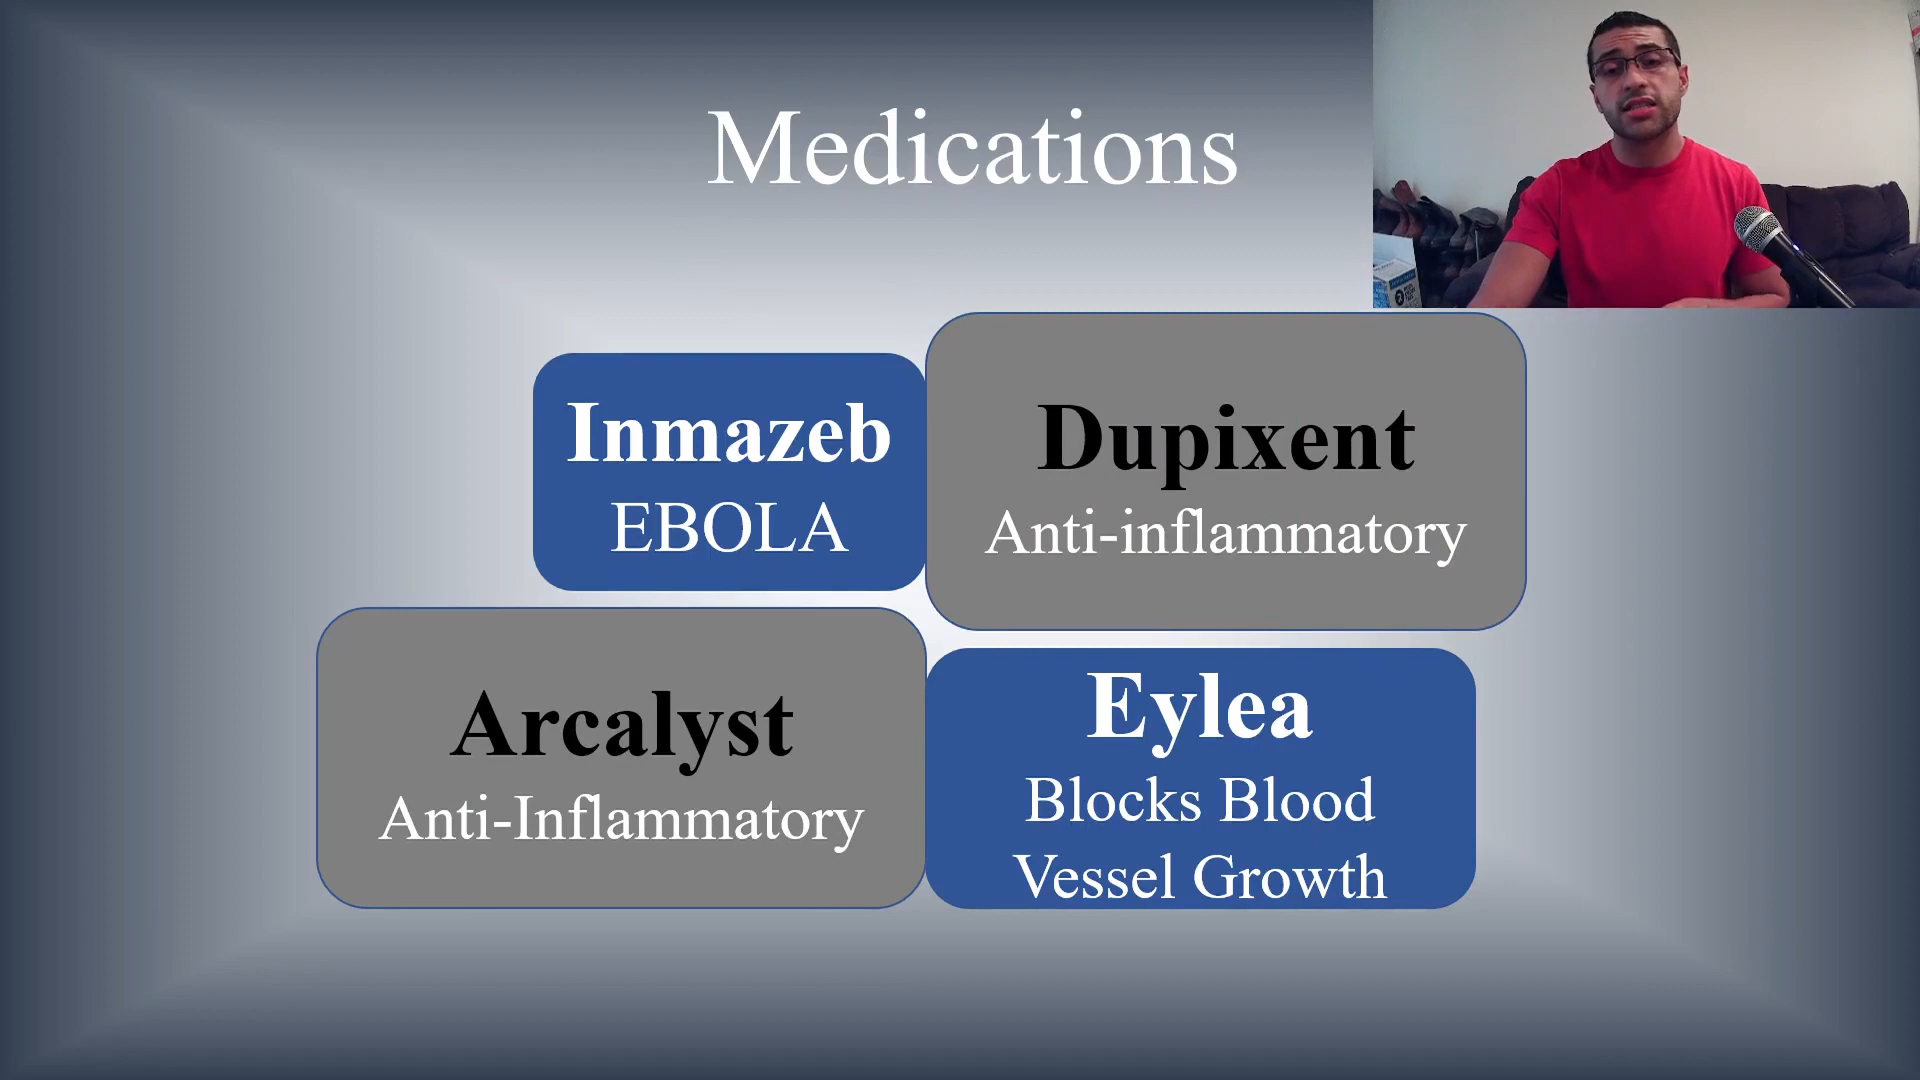 Medications
Inmazeb
EBOLA
Dupixent
Anti-inflammatory
Arcalyst
Anti-Inflammatory
Eylea
Blocks Blood
Vessel Growth